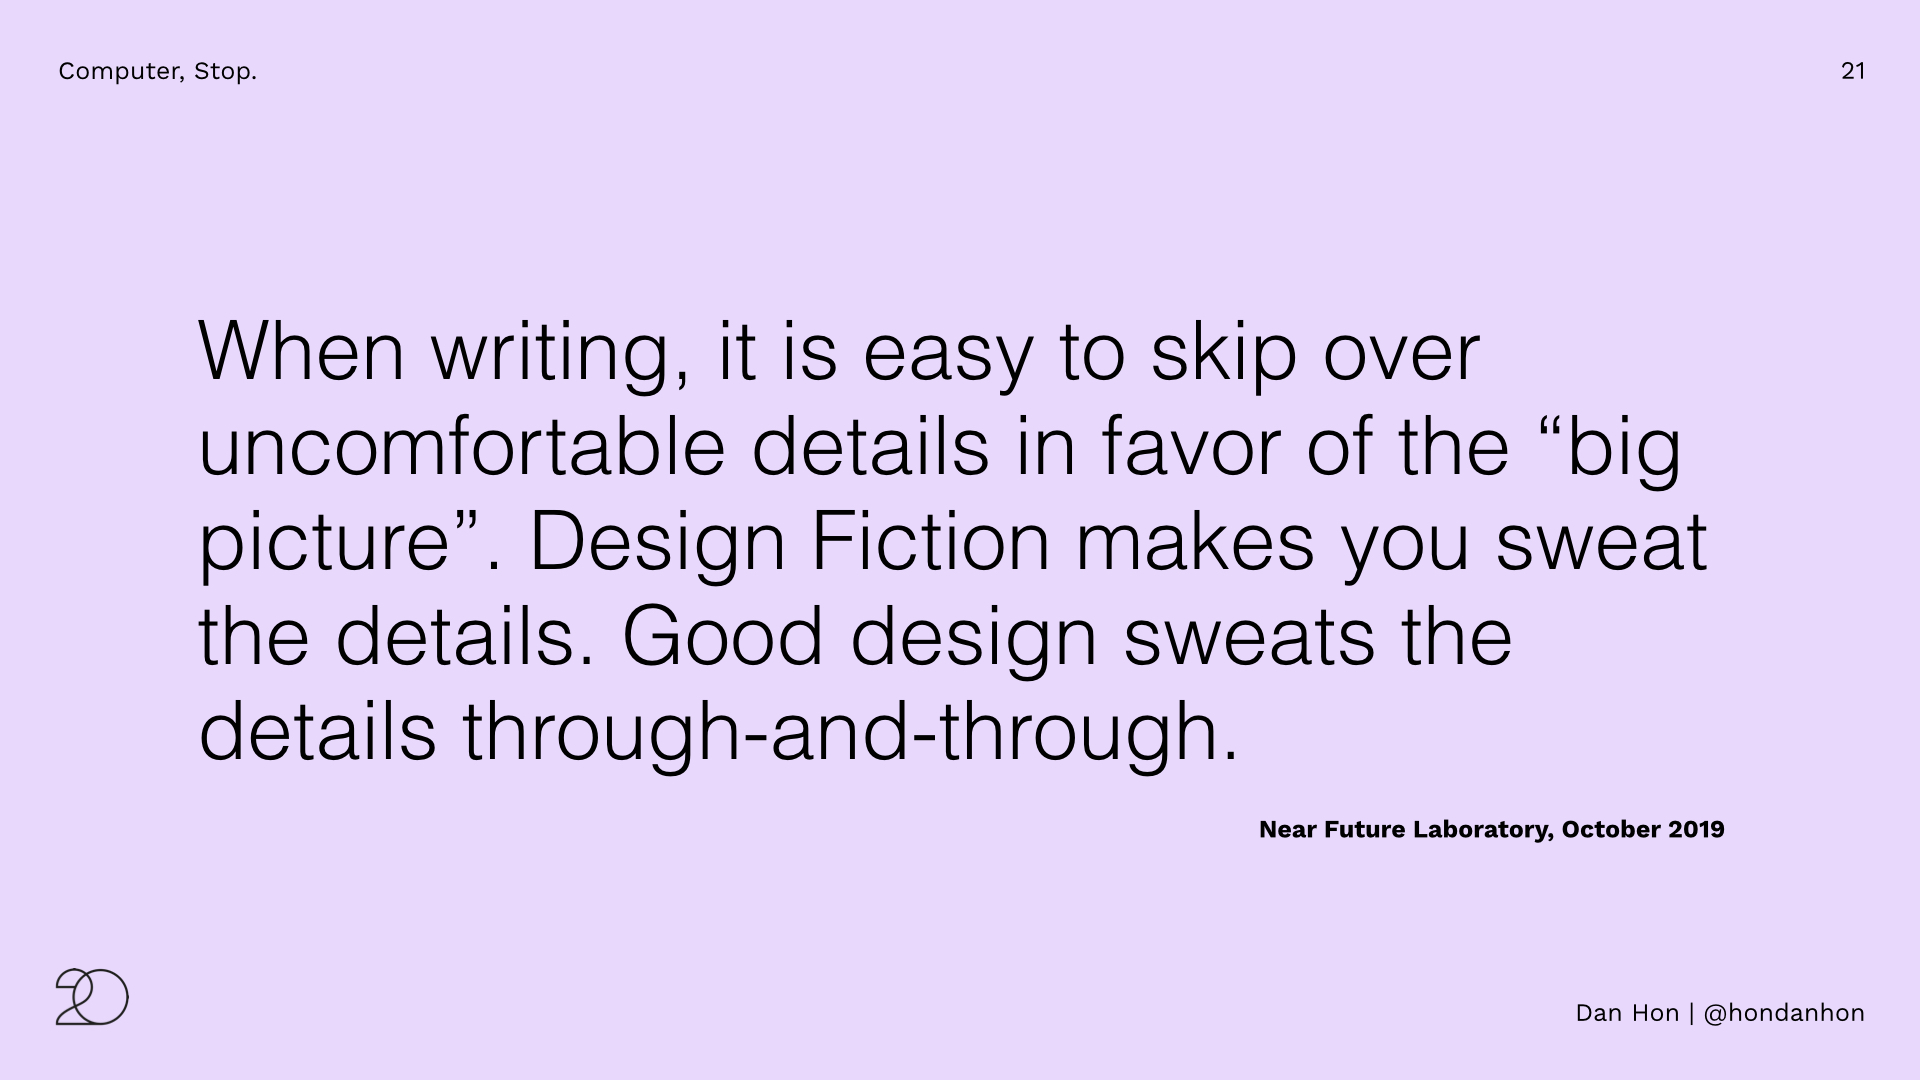 Computer, Stop.
21
When writing, it is easy to skip over
uncomfortable details in favor of the “big
picture”. Design Fiction makes you sweat
the details. Good design sweats the
details through-and-through.
Near Future Laboratory, October 2019
20
Dan Hon | @hondanhon